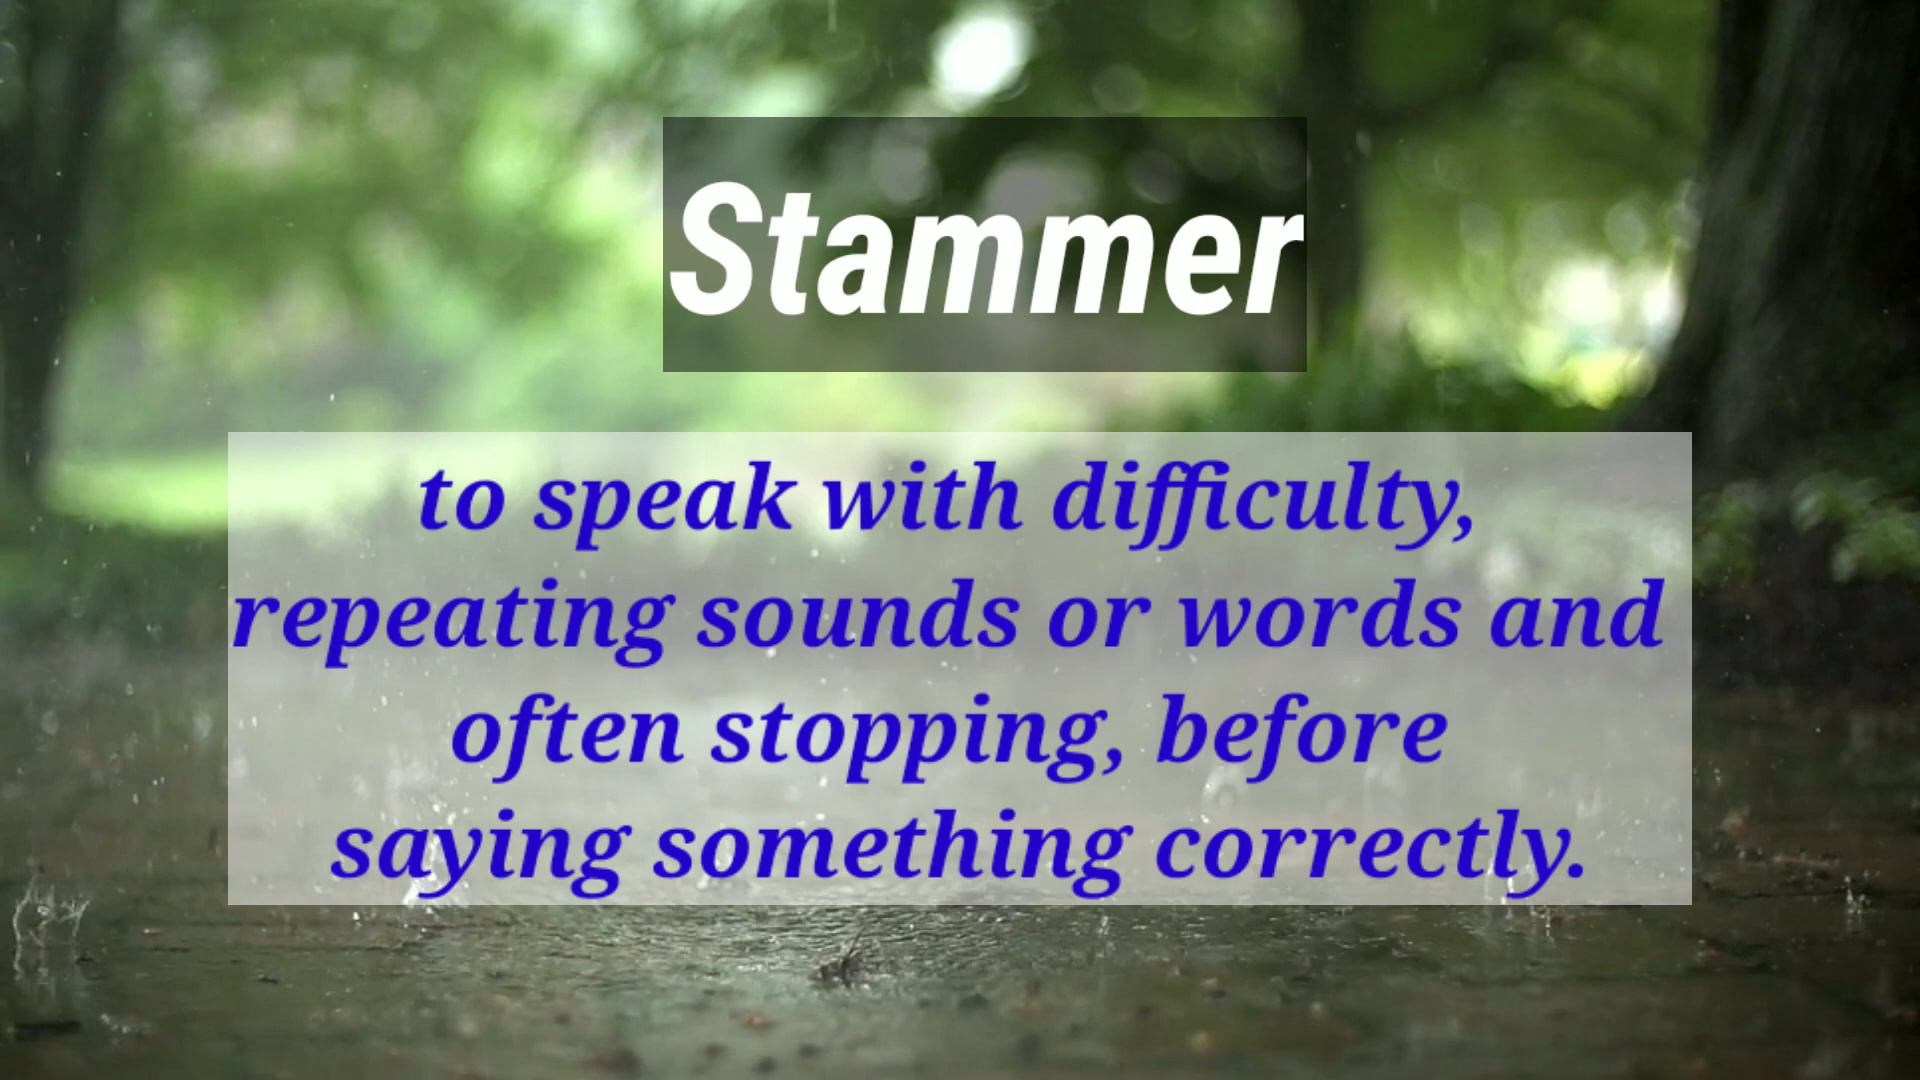 Stammer
to speak with difficulty,
repeating sounds or words and
often stopping, before
saying something correctly.